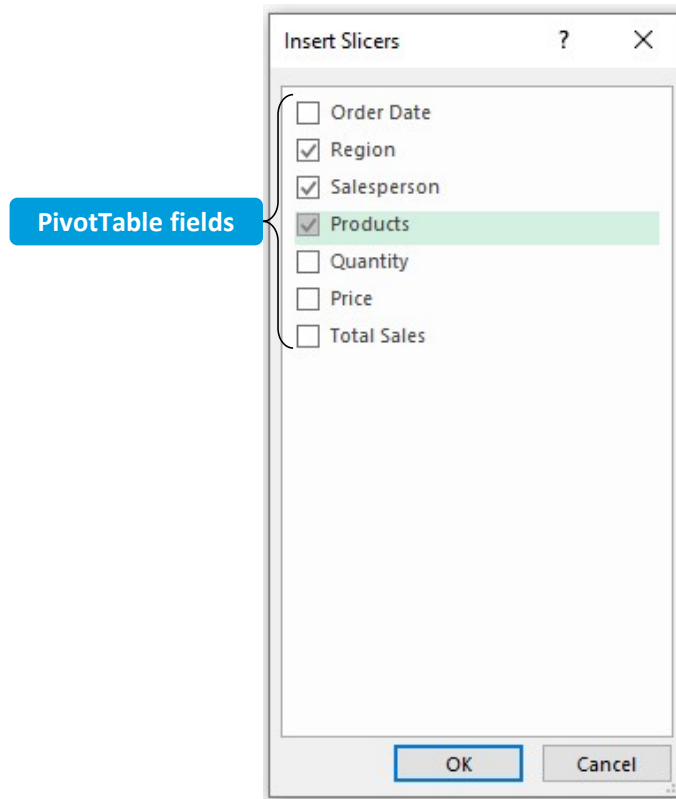 Insert Slicers ? ×
Order Date
Region
Salesperson
PivotTable fields
Products
Quantity
Price
Total Sales
OK Cancel